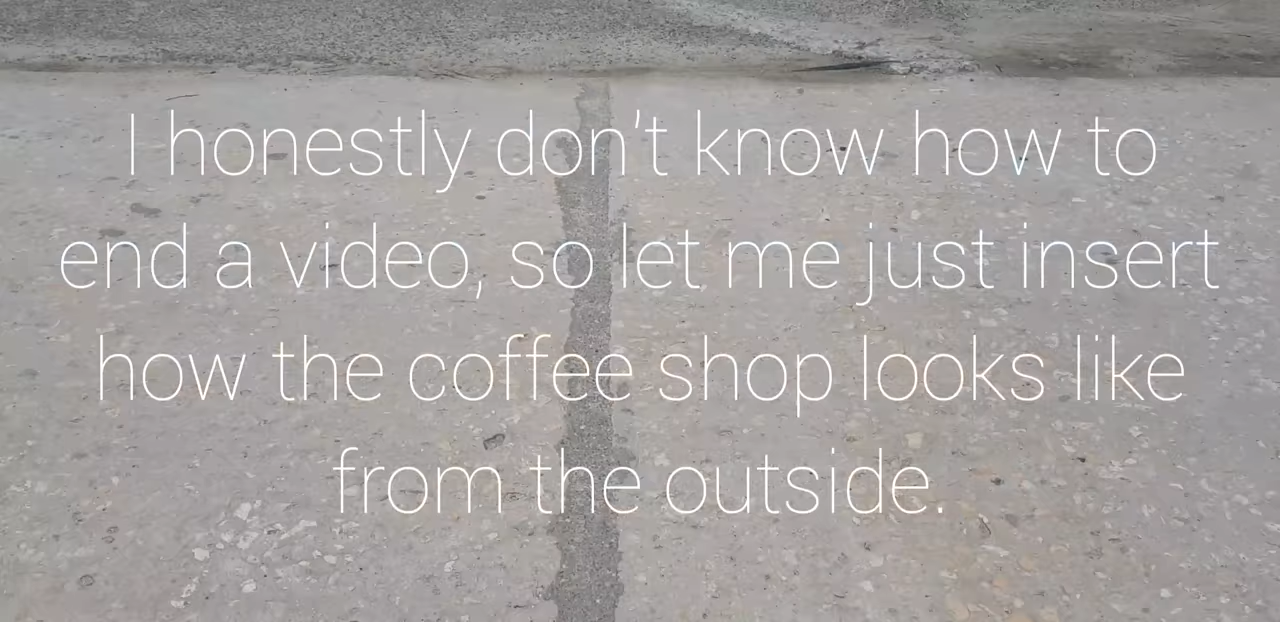 I honestly don't know how to
end a video, so let me just insert
how the coffee shop looks like
from the outside.